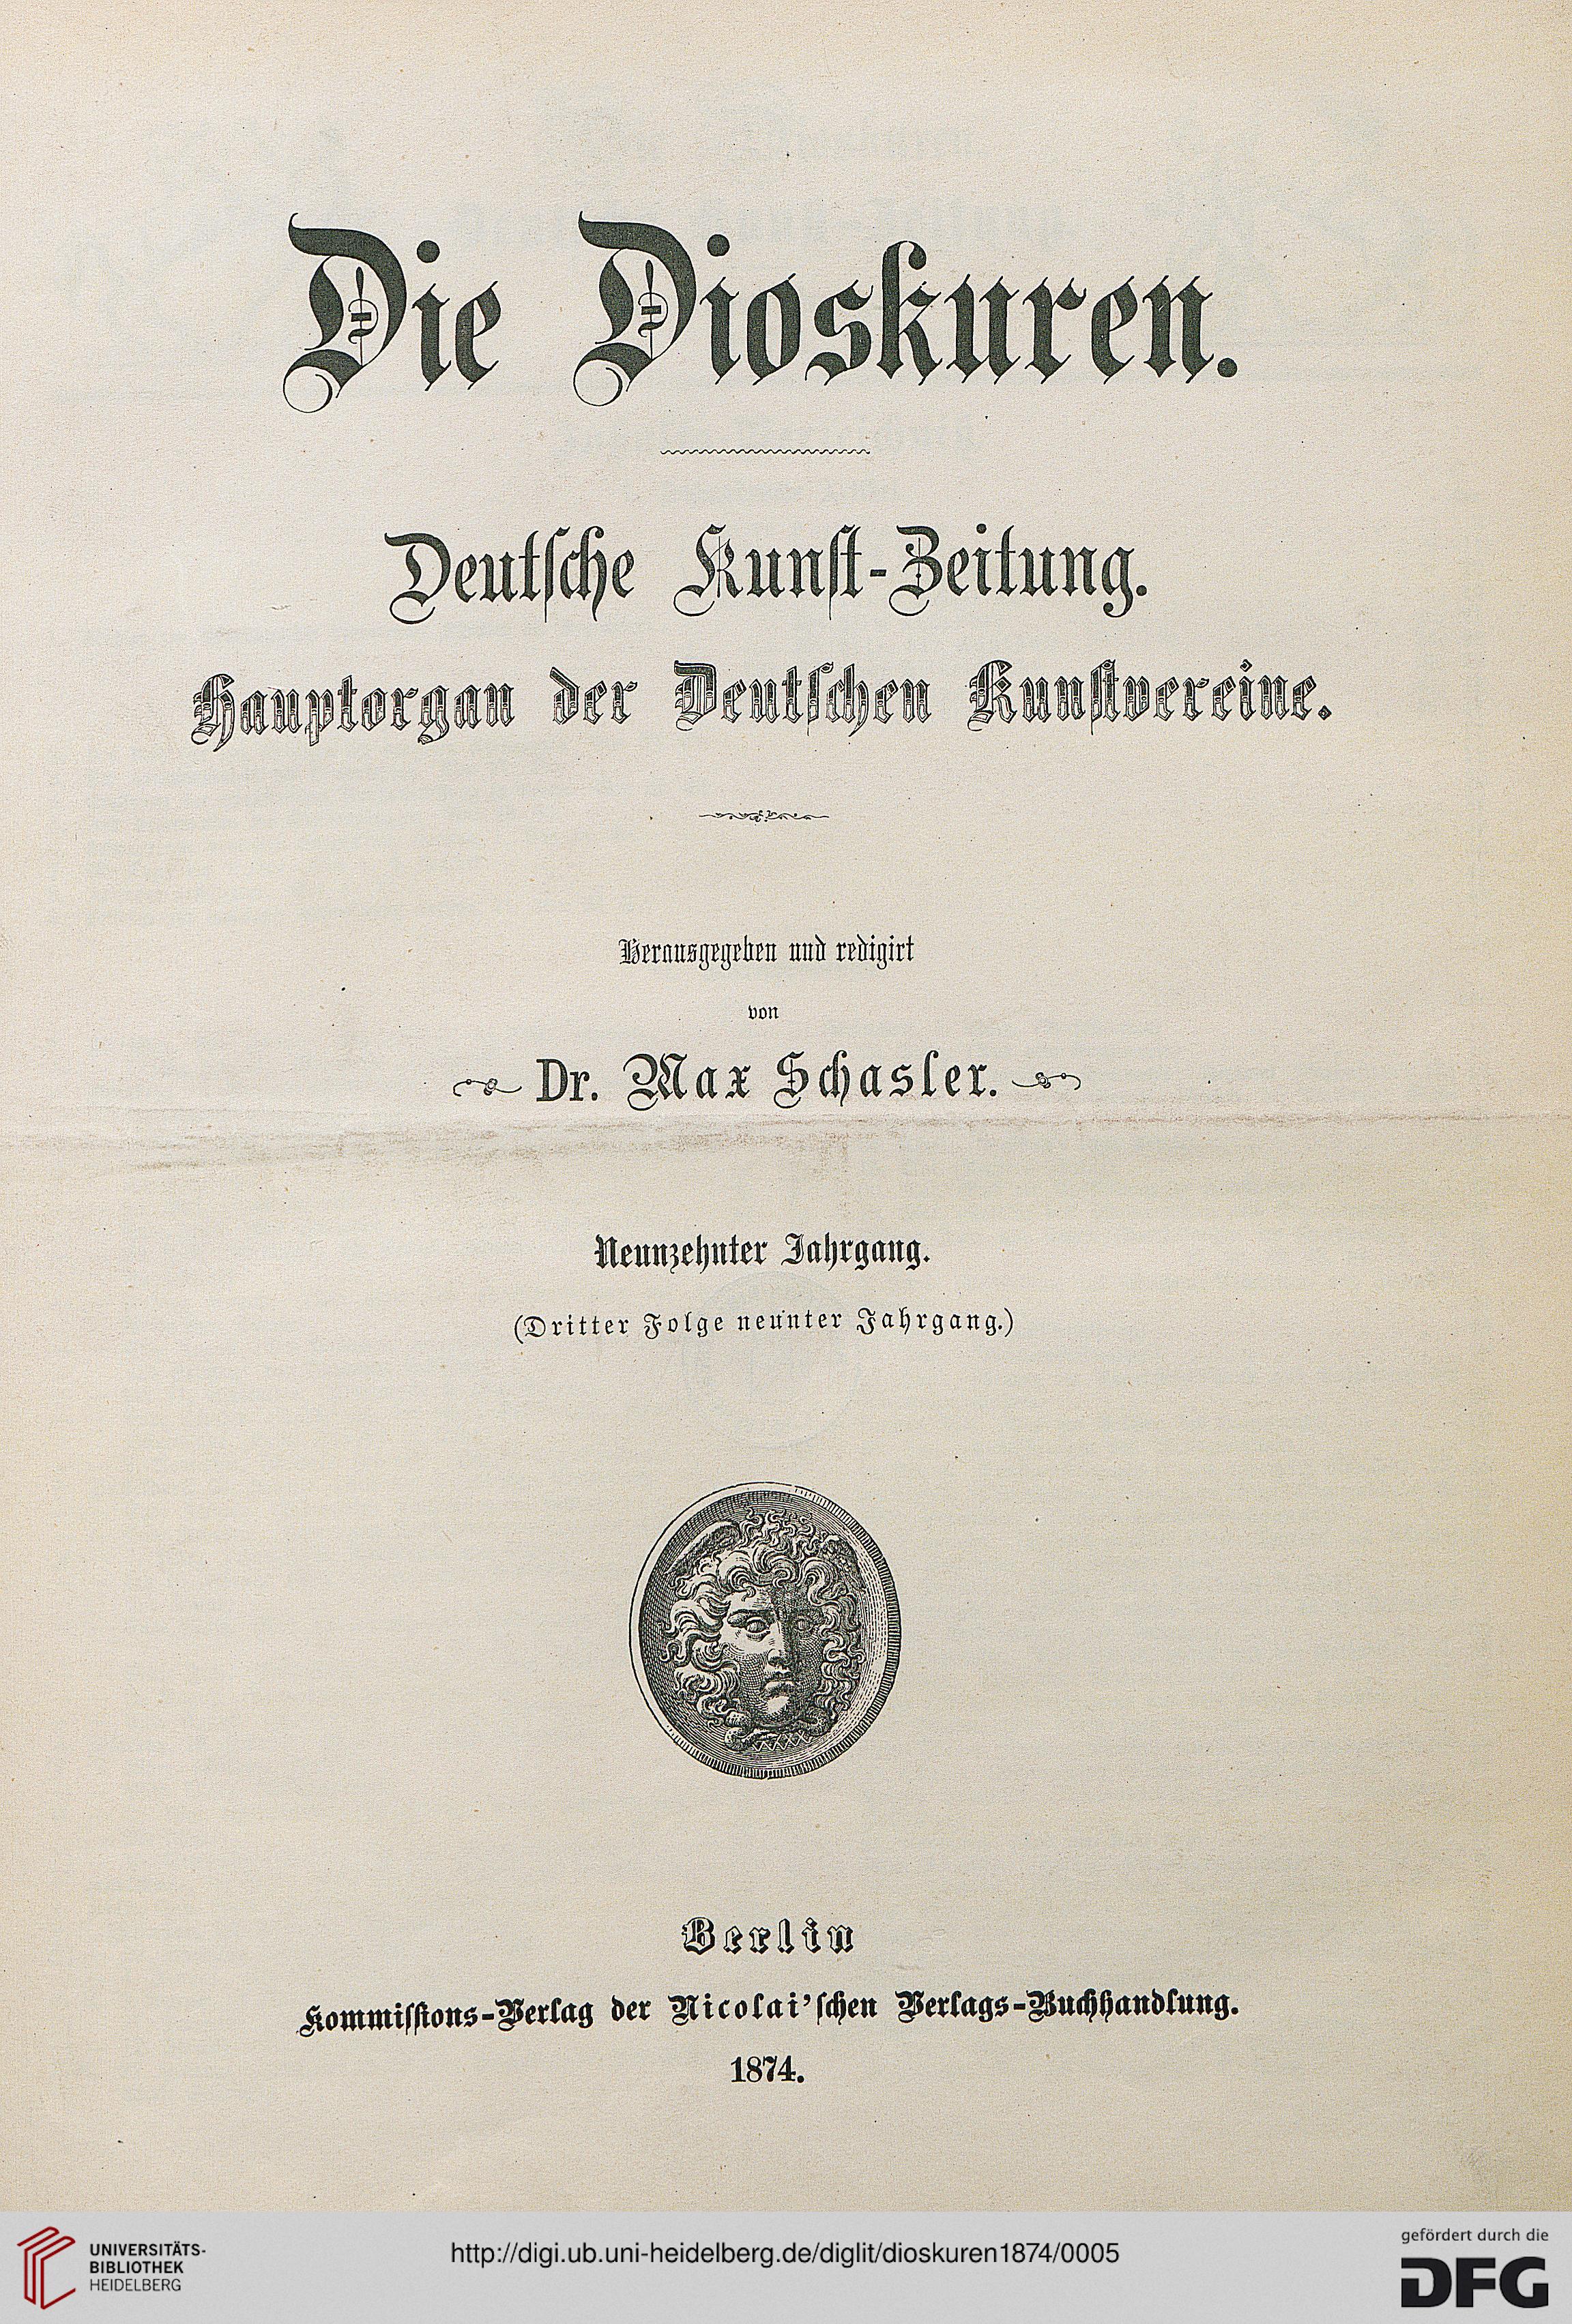 Die Dioskuren.
Deutsche Kunst-Zeitung.
Hauptorgan der Deutschen Kunstvereine.
Herausgegeben und redigirt
von
Dr. Max Schasler.
Neunzehnter Jahrgang.
(Dritter Folge neunter Jahrgang.)
Berlin
Kommissions-Verlag der Nicolai'schen Verlags-Buchhandlung.
1874.
UNIVERSITÄTS-
BIBLIOTHEK
HEIDELBERG
http://digi.ub.uni-heidelberg.de/diglit/dioskuren1874/0005
gefördert durch die
DFG